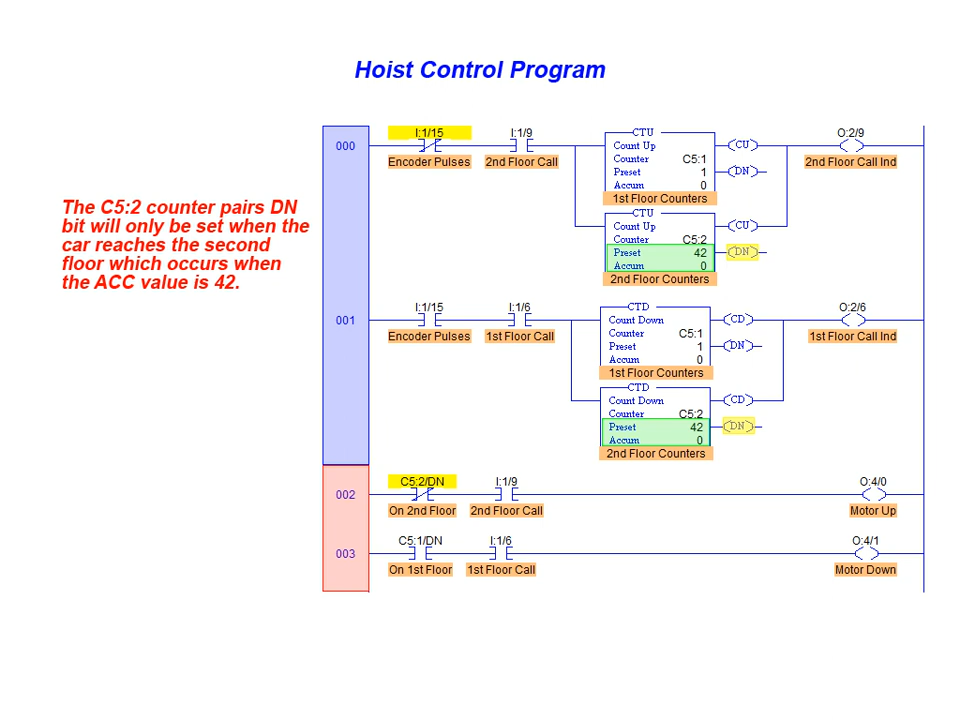 Hoist Control Program
The C5:2 counter pairs DN
bit will only be set when the
car reaches the second
floor which occurs when
the ACC value is 42.
000
I:1/15
Encoder Pulses
I:1/9
2nd Floor Call
CTU
Count Up
Counter C5:1
Preset 1
Accum 0
1st Floor Counters
CU
DN
O:2/9
2nd Floor Call Ind
CTU
Count Up
Counter C5:2
Preset 42
Accum 0
2nd Floor Counters
CU
DN
001
I:1/15
Encoder Pulses
I:1/6
1st Floor Call
CTD
Count Down
Counter C5:1
Preset 1
Accum 0
1st Floor Counters
CD
DN
O:2/6
1st Floor Call Ind
CTD
Count Down
Counter C5:2
Preset 42
Accum 0
2nd Floor Counters
CD
DN
002
C5:2/DN
On 2nd Floor
I:1/9
2nd Floor Call
O:4/0
Motor Up
003
C5:1/DN
On 1st Floor
I:1/6
1st Floor Call
O:4/1
Motor Down